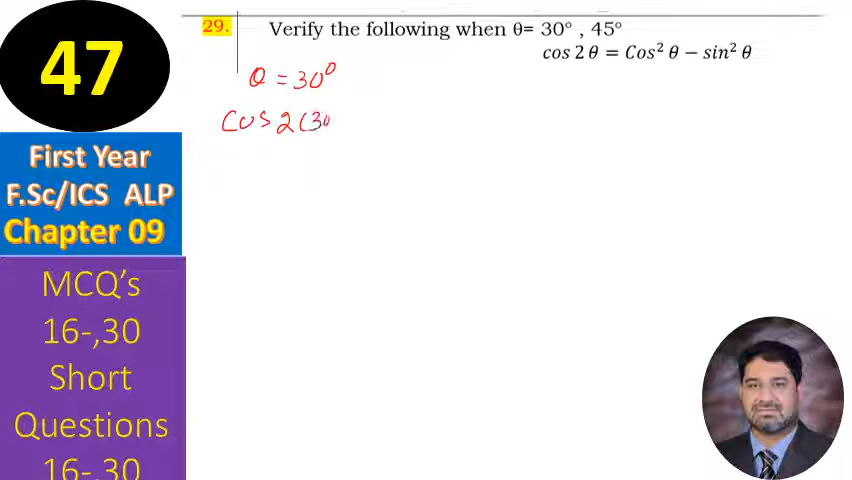 47
First Year
F.Sc/ICS ALP
Chapter 09
MCQ's
16-,30
Short
Questions
16-30
29. Verify the following when θ= 30° , 45°
cos 2 θ = Cos² θ − sin² θ
θ = 30°
Cos 2 (30